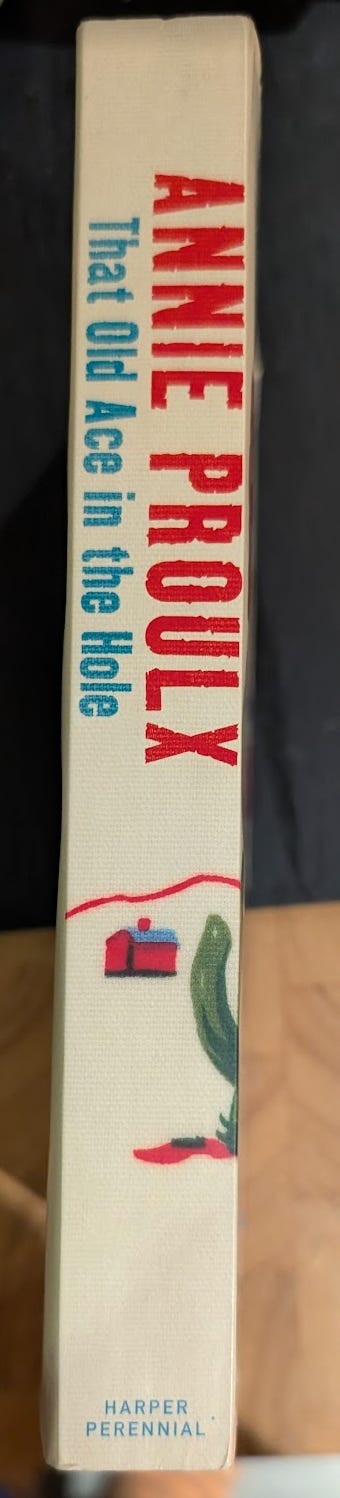 ANNIE PROULX
That Old Ace in the Hole
HARPER
PERENNIAL